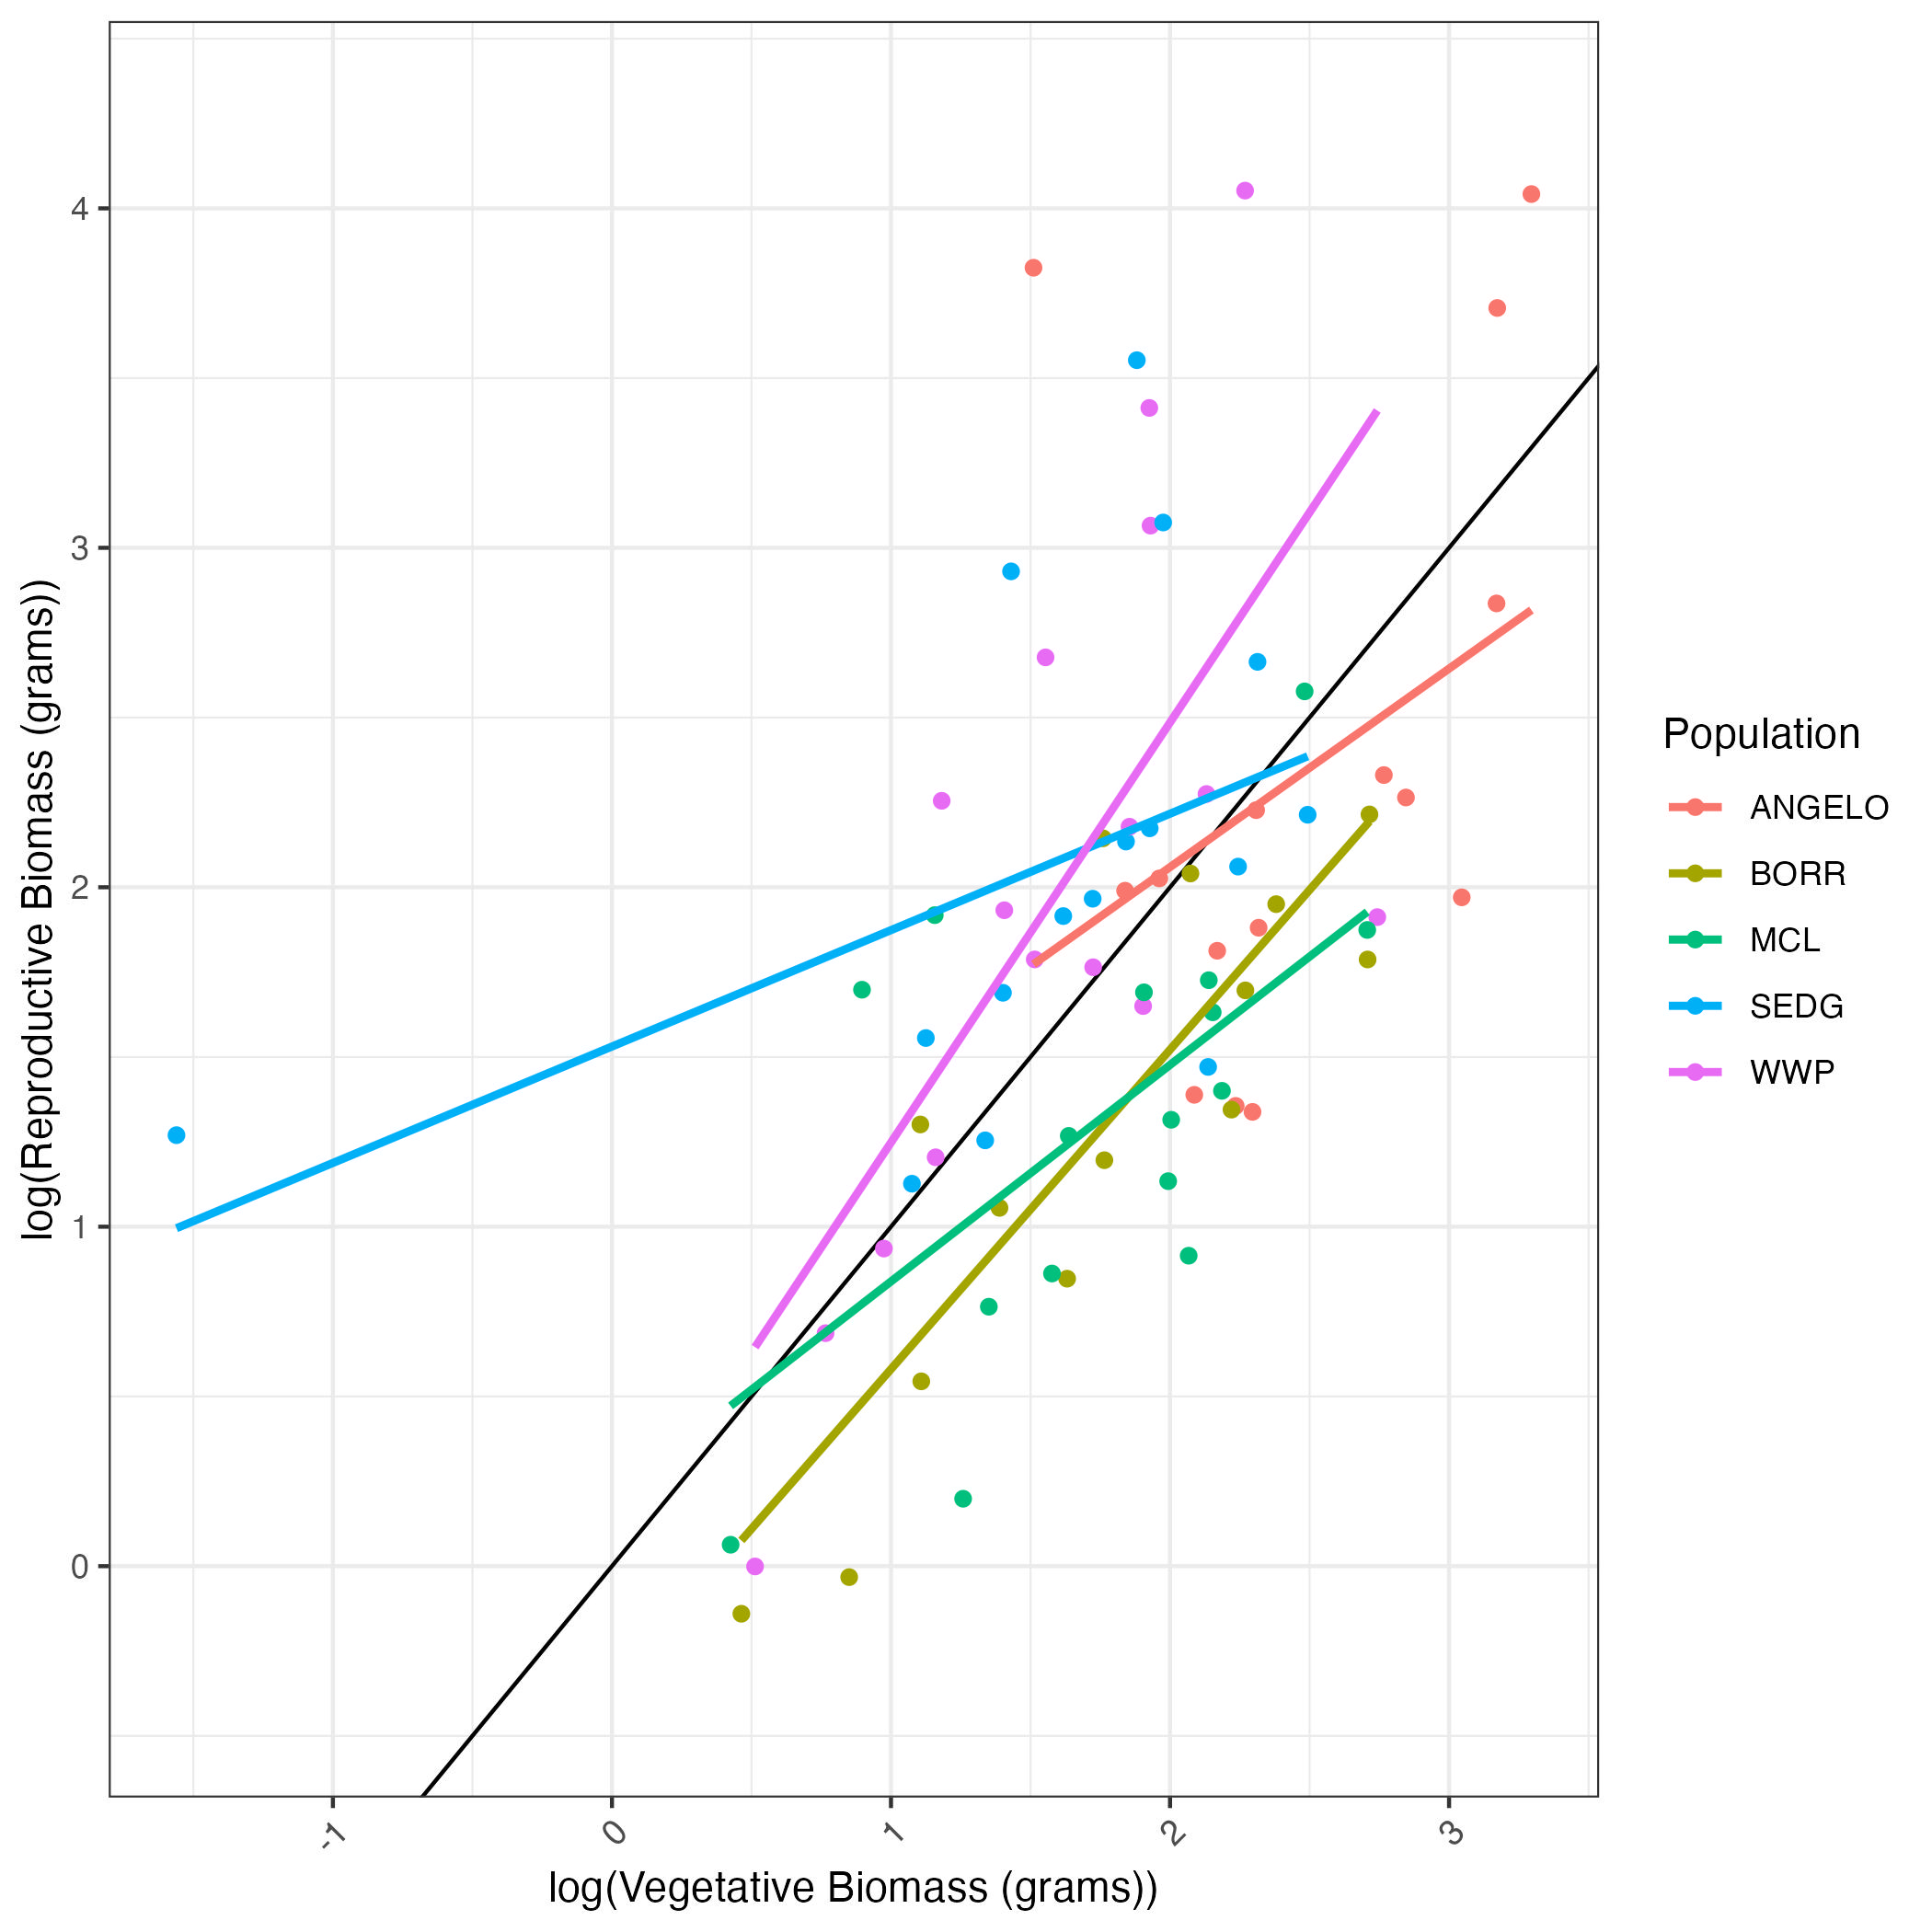 4
3
2
1
0
-1
0
1
2
3
log(Reproductive Biomass (grams))
log(Vegetative Biomass (grams))
Population
ANGELO
BORR
MCL
SEDG
WWP